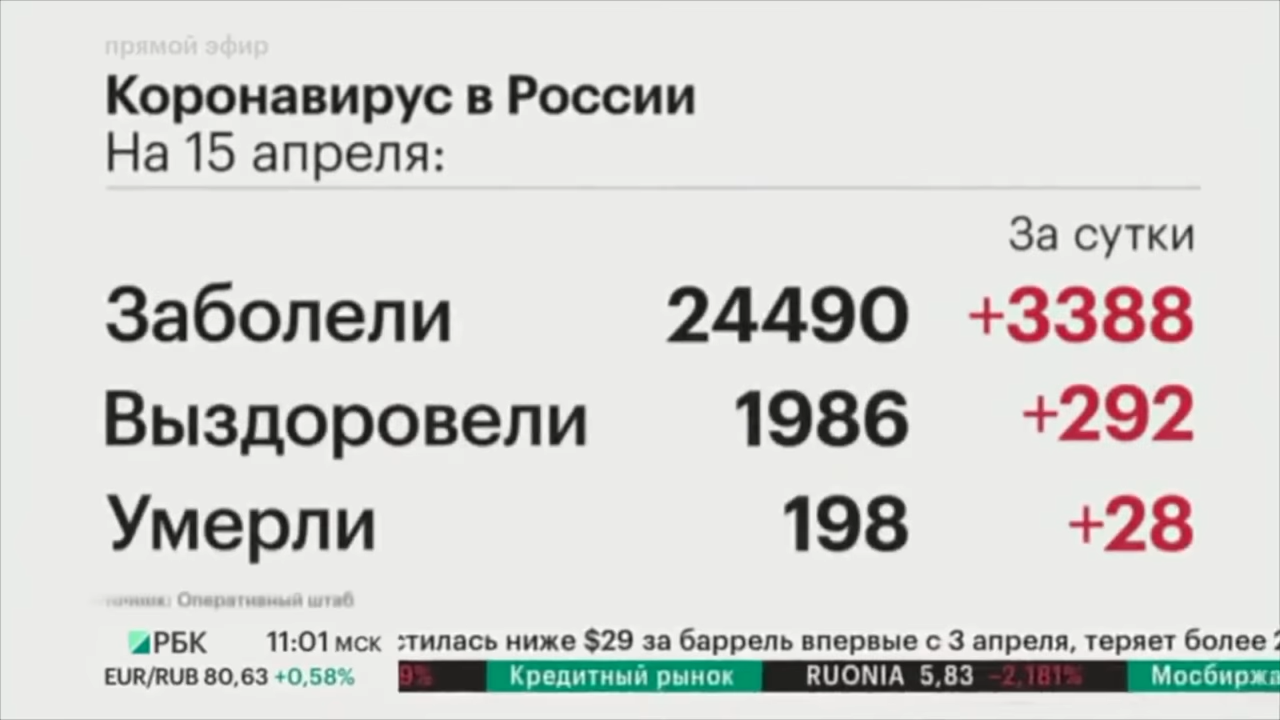 прямой эфир
Коронавирус в России
На 15 апреля:
За сутки
Заболели 24490 +3388
Выздоровели 1986 +292
Умерли 198 +28
Оперативный штаб
РБК 11:01 МСК ниже $29 за баррель впервые с 3 апреля, теряет более
EUR/RUB 80,63 +0,58% Кредитный рынок RUONIA 5,83 -2,181%